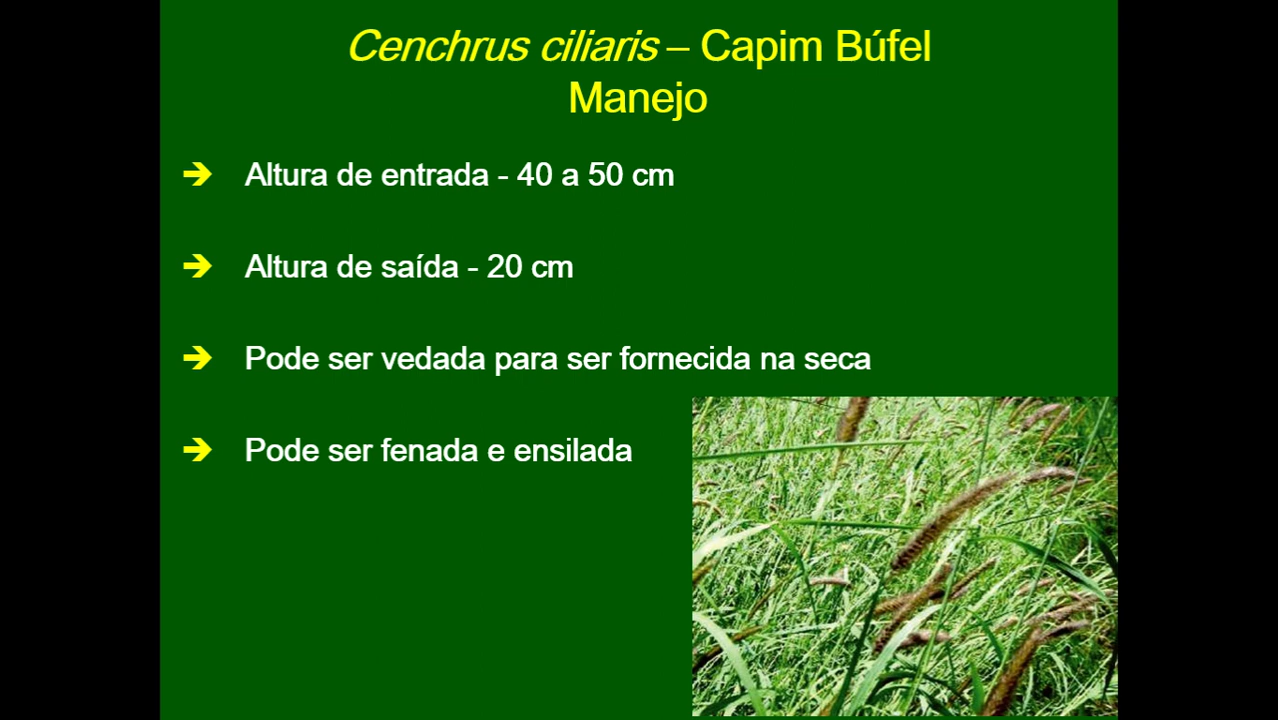 Cenchrus ciliaris – Capim Búfel
Manejo
➔ Altura de entrada - 40 a 50 cm
➔ Altura de saída - 20 cm
➔ Pode ser vedada para ser fornecida na seca
➔ Pode ser fenada e ensilada